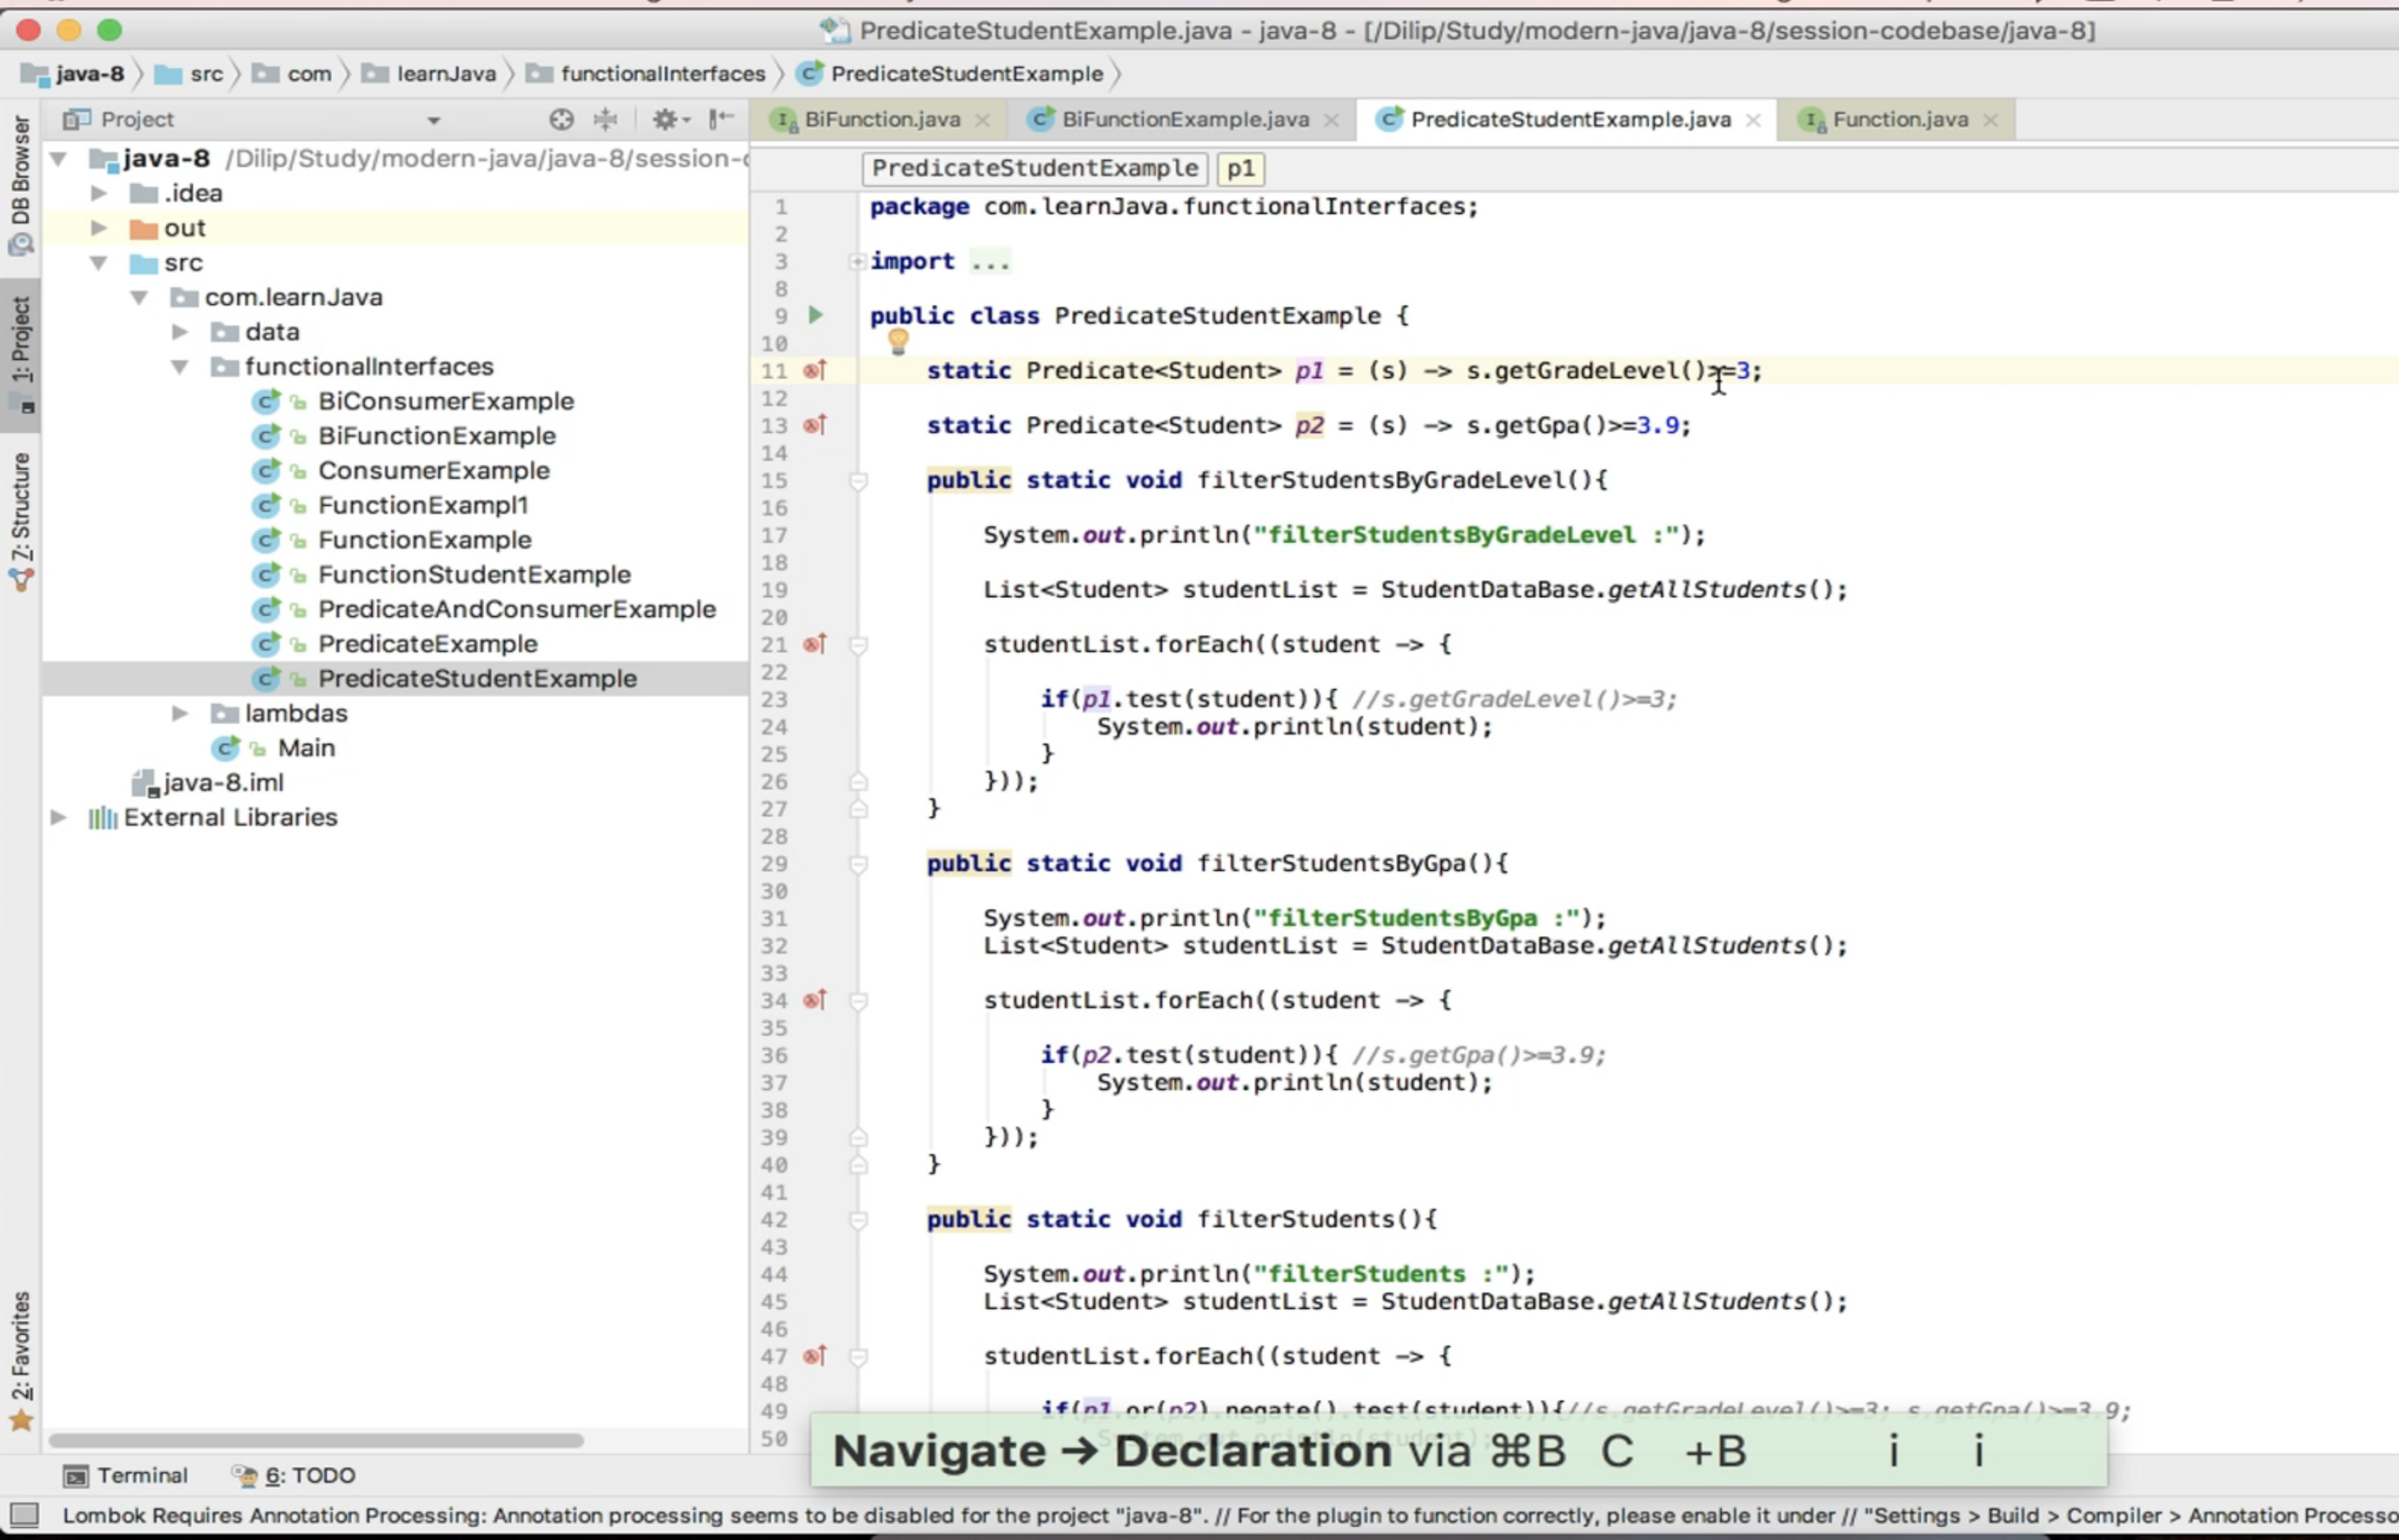 PredicateStudentExample.java - java-8 - [/Dilip/Study/modern-java/java-8/session-codebase/java-8]
java-8 src com learnJava functionalInterfaces PredicateStudentExample
Project
BiFunction.java BiFunctionExample.java PredicateStudentExample.java Function.java
DB Browser
1: Project
Z: Structure
2: Favorites
java-8 /Dilip/Study/modern-java/java-8/session-c
.idea
out
src
com.learnJava
data
functionalInterfaces
BiConsumerExample
BiFunctionExample
ConsumerExample
FunctionExampl1
FunctionExample
FunctionStudentExample
PredicateAndConsumerExample
PredicateExample
PredicateStudentExample
lambdas
Main
java-8.iml
External Libraries
PredicateStudentExample p1
1 package com.learnJava.functionalInterfaces;
2
3 import ...
8
9 public class PredicateStudentExample {
10
11 static Predicate<Student> p1 = (s) -> s.getGradeLevel()>=3;
12
13 static Predicate<Student> p2 = (s) -> s.getGpa()>=3.9;
14
15 public static void filterStudentsByGradeLevel(){
16
17 System.out.println("filterStudentsByGradeLevel :");
18
19 List<Student> studentList = StudentDataBase.getAllStudents();
20
21 studentList.forEach((student -> {
22
23 if(p1.test(student)){ //s.getGradeLevel()>=3;
24 System.out.println(student);
25 }
26 }));
27 }
28
29 public static void filterStudentsByGpa(){
30
31 System.out.println("filterStudentsByGpa :");
32 List<Student> studentList = StudentDataBase.getAllStudents();
33
34 studentList.forEach((student -> {
35
36 if(p2.test(student)){ //s.getGpa()>=3.9;
37 System.out.println(student);
38 }
39 }));
40 }
41
42 public static void filterStudents(){
43
44 System.out.println("filterStudents :");
45 List<Student> studentList = StudentDataBase.getAllStudents();
46
47 studentList.forEach((student -> {
48
49 if(p1.or(p2).negate().test(student)){//s.getGradeLevel()>=3; s.getGpa()>=3.9;
50
Navigate → Declaration via ⌘B C +B i i
Terminal 6: TODO
Lombok Requires Annotation Processing: Annotation processing seems to be disabled for the project "java-8". // For the plugin to function correctly, please enable it under // "Settings > Build > Compiler > Annotation Processo